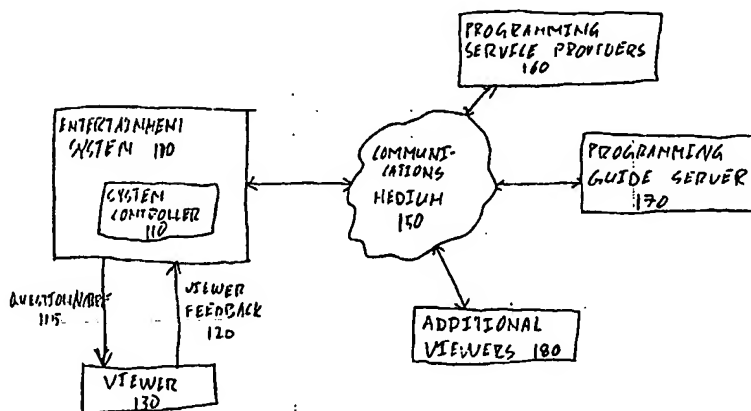 PROGRAMMING
SERVICE PROVIDERS
160
ENTERTAINMENT
SYSTEM 100
SYSTEM
CONTROLLER
110
COMMUNI-
CATIONS
MEDIUM
150
PROGRAMMING
GUIDE SERVER
170
QUESTIONNAIRE
115
VIEWER
FEEDBACK
120
ADDITIONAL
VIEWERS 180
VIEWER
130